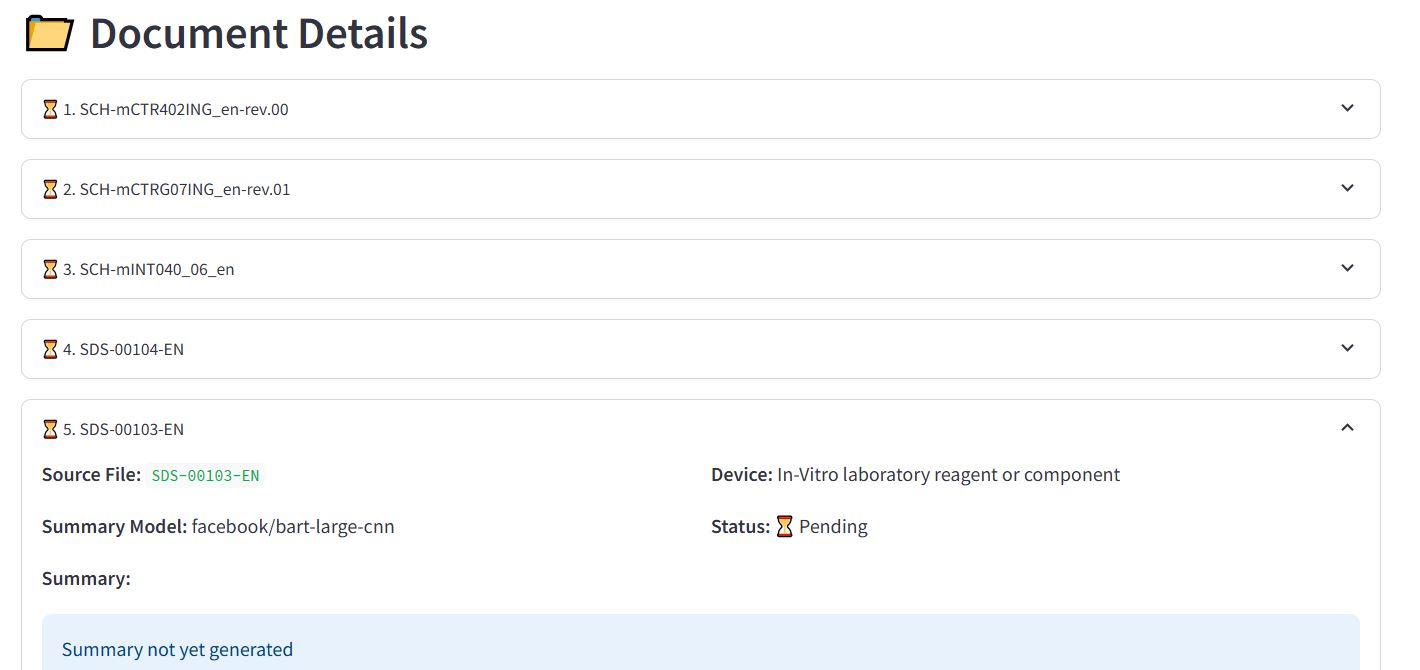 Document Details
1. SCH-mCTR402ING_en-rev.00
2. SCH-mCTRG07ING_en-rev.01
3. SCH-mINT040_06_en
4. SDS-00104-EN
5. SDS-00103-EN
Source File: SDS-00103-EN
Device: In-Vitro laboratory reagent or component
Summary Model: facebook/bart-large-cnn
Status: Pending
Summary:
Summary not yet generated